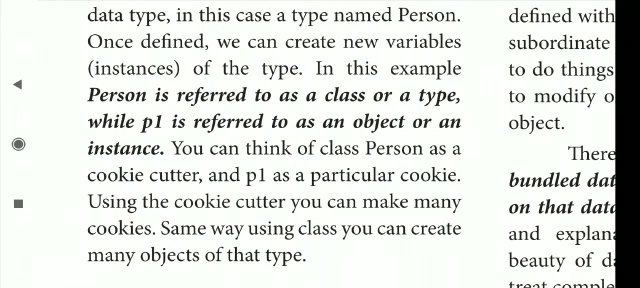 data type, in this case a type named Person.
Once defined, we can create new variables
(instances) of the type. In this example
Person is referred to as a class or a type,
while p1 is referred to as an object or an
instance. You can think of class Person as a
cookie cutter, and p1 as a particular cookie.
Using the cookie cutter you can make many
cookies. Same way using class you can create
many objects of that type.
defined with
subordinate
to do things
to modify o
object.
There
bundled dat
on that data
and explana
beauty of da
treat comple